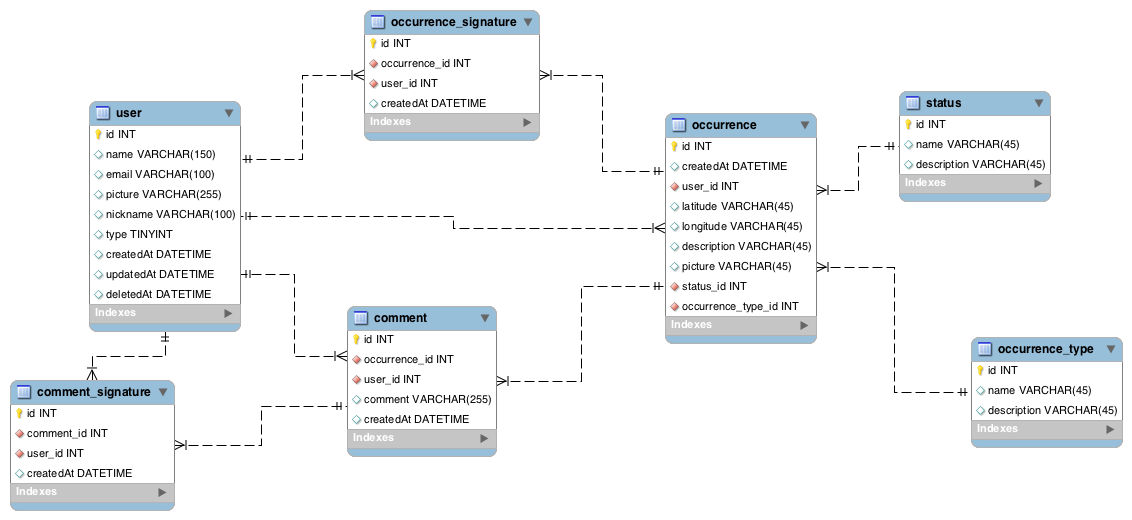 occurrence_signature
id INT
occurrence_id INT
user_id INT
createdAt DATETIME
Indexes
user
id INT
name VARCHAR(150)
email VARCHAR(100)
picture VARCHAR(255)
nickname VARCHAR(100)
type TINYINT
createdAt DATETIME
updatedAt DATETIME
deletedAt DATETIME
Indexes
occurrence
id INT
createdAt DATETIME
user_id INT
latitude VARCHAR(45)
longitude VARCHAR(45)
description VARCHAR(45)
picture VARCHAR(45)
status_id INT
occurrence_type_id INT
Indexes
status
id INT
name VARCHAR(45)
description VARCHAR(45)
Indexes
comment
id INT
occurrence_id INT
user_id INT
comment VARCHAR(255)
createdAt DATETIME
Indexes
occurrence_type
id INT
name VARCHAR(45)
description VARCHAR(45)
Indexes
comment_signature
id INT
comment_id INT
user_id INT
createdAt DATETIME
Indexes